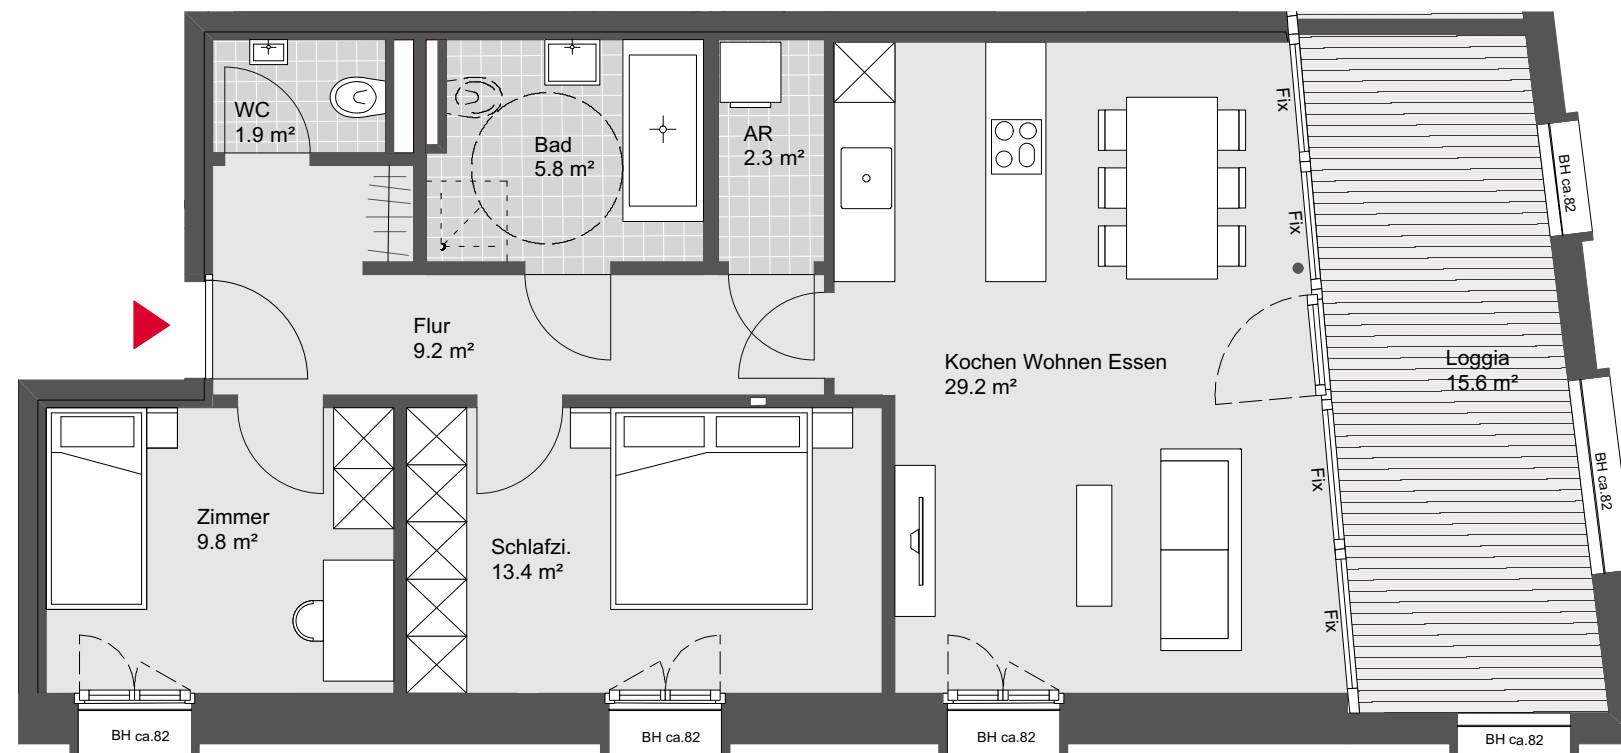 WC
1.9 m²
Bad
5.8 m²
AR
2.3 m²
Fix
BH ca.82
Fix
Flur
9.2 m²
Kochen Wohnen Essen
29.2 m²
Loggia
15.6 m²
Fix
BH ca.82
Zimmer
9.8 m²
Schlafzi.
13.4 m²
Fix
BH ca.82
BH ca.82
BH ca.82
BH ca.82